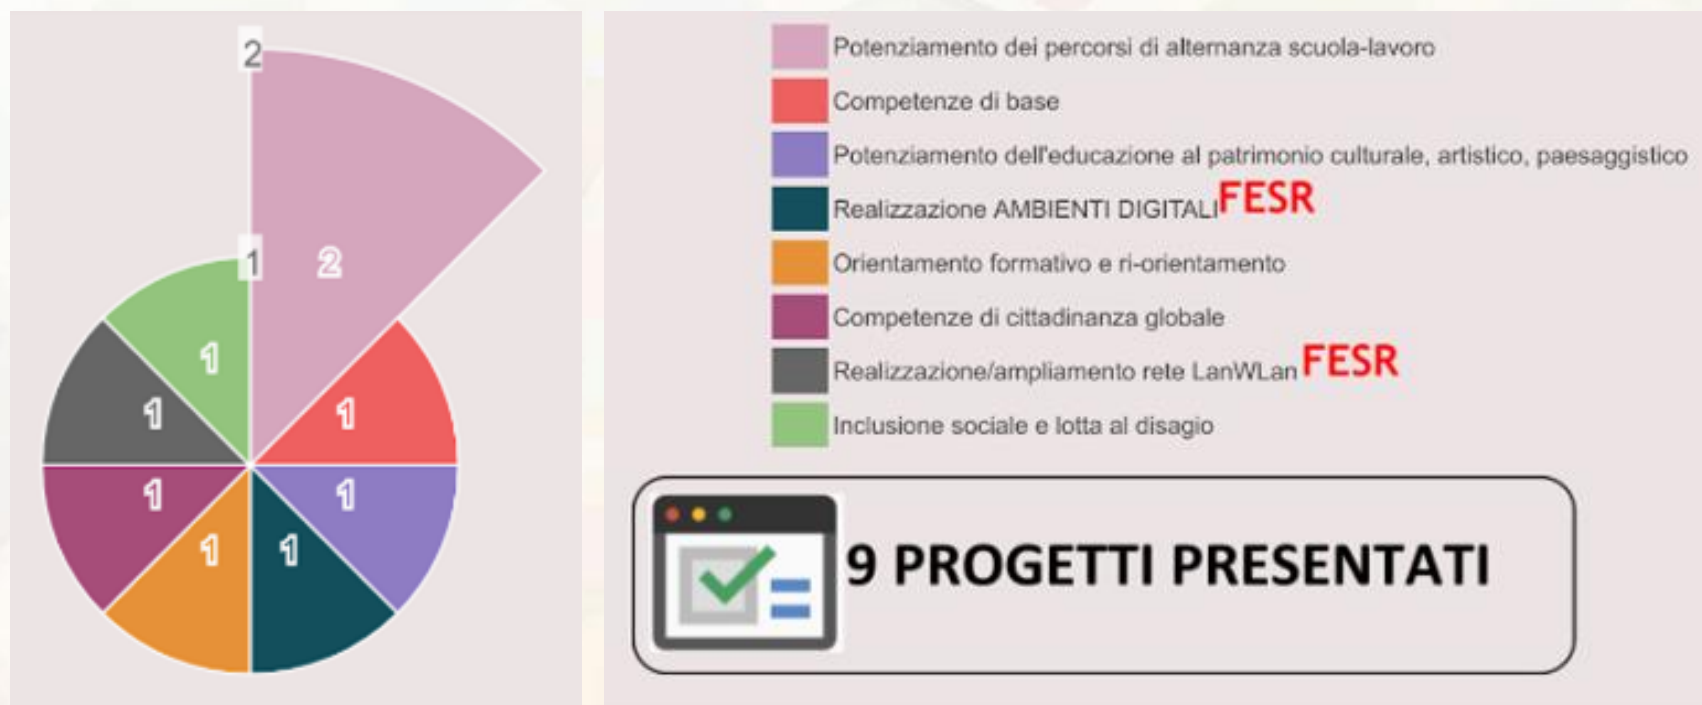 2
1
2
1
1
1
1
1
1
1
Potenziamento dei percorsi di alternanza scuola-lavoro
Competenze di base
Potenziamento dell'educazione al patrimonio culturale, artistico, paesaggistico
Realizzazione AMBIENTI DIGITALI FESR
Orientamento formativo e ri-orientamento
Competenze di cittadinanza globale
Realizzazione/ampliamento rete LanWLan FESR
Inclusione sociale e lotta al disagio
9 PROGETTI PRESENTATI